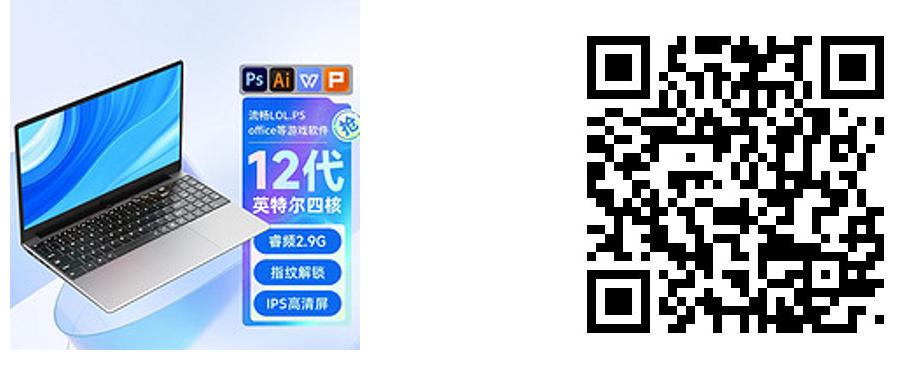 Ps Ai W P
流畅LOL.PS
office等游戏软件
抢
12代
英特尔四核
睿频2.9G
指纹解锁
IPS高清屏